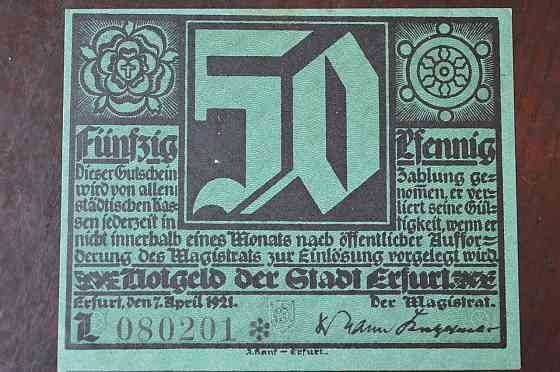 50
Fünfzig Pfennig
Dieser Gutschein Zahlung ge-
wird von allen nommen, er ver-
städtischen Kas- liert seine Gül-
sen jederzeit in tigkeit, wenn er
nicht innerhalb eines Monats nach öffentlicher Auffor-
derung des Magistrats zur Einlösung vorgelegt wird
Notgeld der Stadt Erfurt
Erfurt, den 7. April 1921. Der Magistrat.
L 080201 *